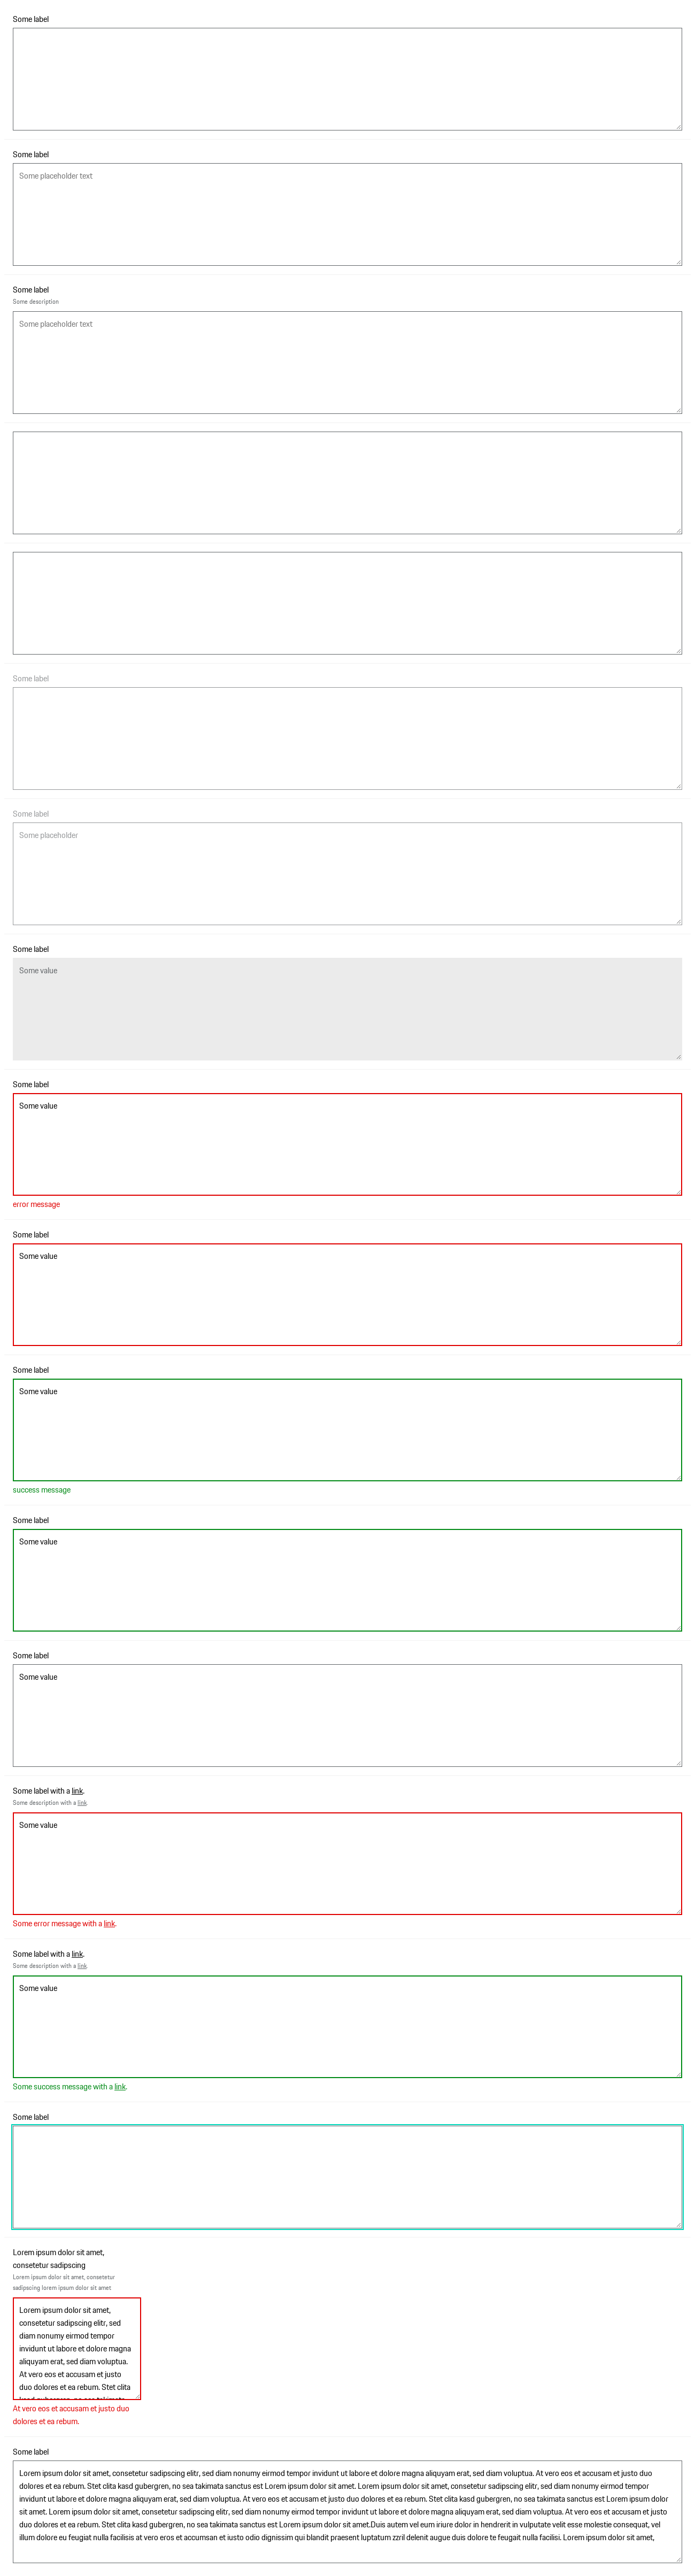 Some label
Some label
Some placeholder text
Some label
Some description
Some placeholder text
Some label
Some label
Some placeholder
Some label
Some value
Some label
Some value
error message
Some label
Some value
Some label
Some value
success message
Some label
Some value
Some label
Some value
Some label with a link.
Some description with a link.
Some value
Some error message with a link.
Some label with a link.
Some description with a link.
Some value
Some success message with a link.
Some label
Lorem ipsum dolor sit amet,
consetetur sadipscing
Lorem ipsum dolor sit amet, consetetur
sadipscing lorem ipsum dolor sit amet
Lorem ipsum dolor sit amet,
consetetur sadipscing elitr, sed
diam nonumy eirmod tempor
invidunt ut labore et dolore magna
aliquyam erat, sed diam voluptua.
At vero eos et accusam et justo
duo dolores et ea rebum. Stet clita
At vero eos et accusam et justo duo
dolores et ea rebum.
Some label
Lorem ipsum dolor sit amet, consetetur sadipscing elitr, sed diam nonumy eirmod tempor invidunt ut labore et dolore magna aliquyam erat, sed diam voluptua. At vero eos et accusam et justo duo
dolores et ea rebum. Stet clita kasd gubergren, no sea takimata sanctus est Lorem ipsum dolor sit amet. Lorem ipsum dolor sit amet, consetetur sadipscing elitr, sed diam nonumy eirmod tempor
invidunt ut labore et dolore magna aliquyam erat, sed diam voluptua. At vero eos et accusam et justo duo dolores et ea rebum. Stet clita kasd gubergren, no sea takimata sanctus est Lorem ipsum dolor
sit amet. Lorem ipsum dolor sit amet, consetetur sadipscing elitr, sed diam nonumy eirmod tempor invidunt ut labore et dolore magna aliquyam erat, sed diam voluptua. At vero eos et accusam et justo
duo dolores et ea rebum. Stet clita kasd gubergren, no sea takimata sanctus est Lorem ipsum dolor sit amet.Duis autem vel eum iriure dolor in hendrerit in vulputate velit esse molestie consequat, vel
illum dolore eu feugiat nulla facilisis at vero eros et accumsan et iusto odio dignissim qui blandit praesent luptatum zzril delenit augue duis dolore te feugait nulla facilisi. Lorem ipsum dolor sit amet,